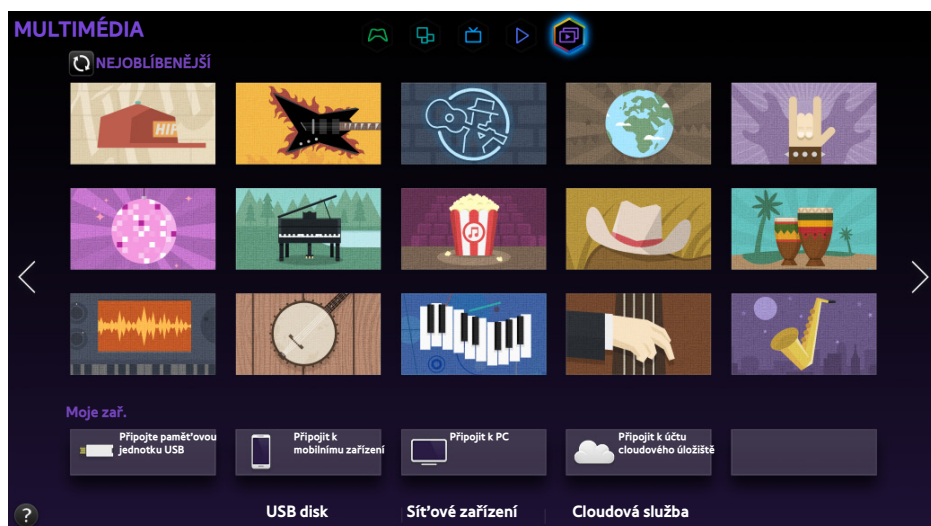 MULTIMÉDIA
NEJOBLÍBENĚJŠÍ
HIP
Moje zař.
Připojte paměťovou
jednotku USB
Připojit k
mobilnímu zařízení
Připojit k PC
Připojit k účtu
cloudového úložiště
?
USB disk
Síťové zařízení
Cloudová služba